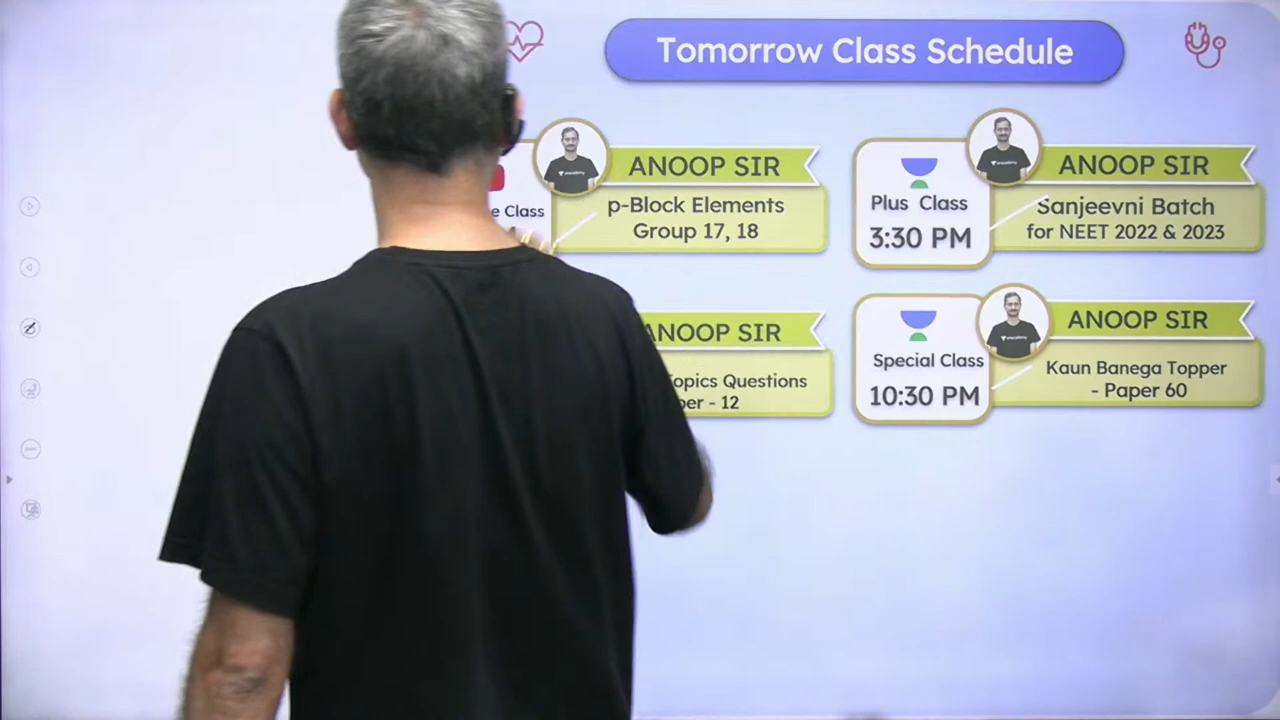 Tomorrow Class Schedule
ANOOP SIR
Class
p-Block Elements
Group 17, 18
ANOOP SIR
Plus Class
3:30 PM
Sanjeevni Batch
for NEET 2022 & 2023
ANOOP SIR
Topics Questions
- 12
ANOOP SIR
Special Class
10:30 PM
Kaun Banega Topper
- Paper 60